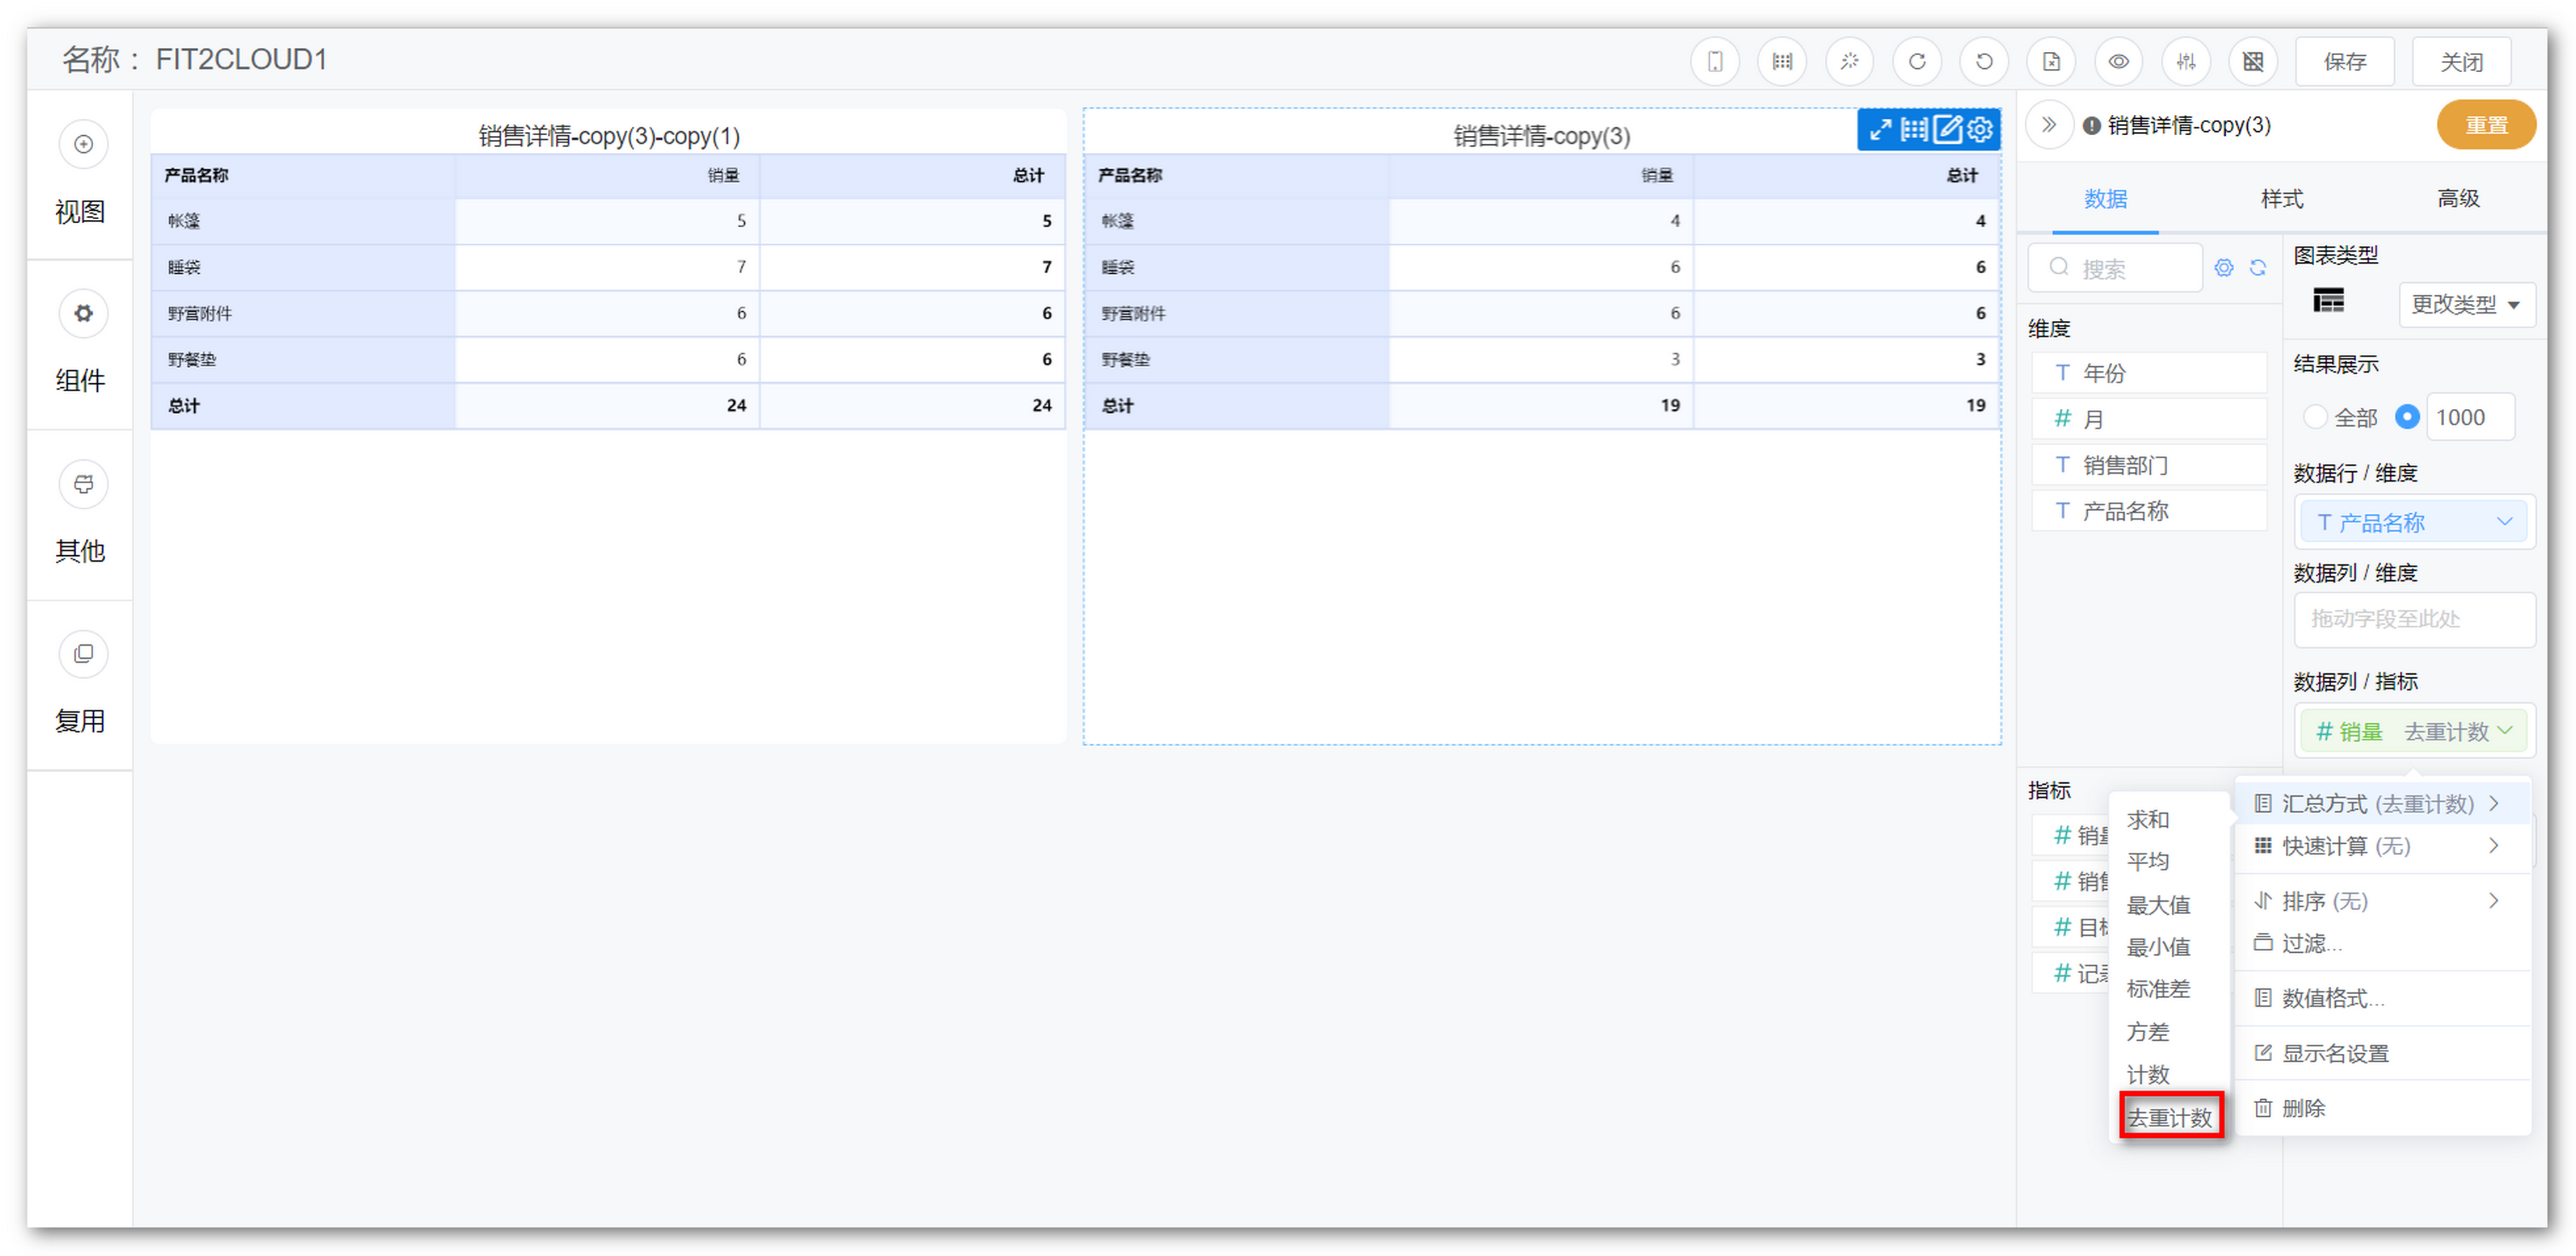 名称 : FIT2CLOUD1
保存 关闭
视图
组件
其他
复用
销售详情-copy(3)-copy(1)
产品名称 销量 总计
帐篷 5 5
睡袋 7 7
野营附件 6 6
野餐垫 6 6
总计 24 24
销售详情-copy(3)
产品名称 销量 总计
帐篷 4 4
睡袋 6 6
野营附件 6 6
野餐垫 3 3
总计 19 19
销售详情-copy(3) 重置
数据 样式 高级
搜索
维度
T 年份
# 月
T 销售部门
T 产品名称
指标
# 销
# 销
# 目
# 记
图表类型
更改类型
结果展示
全部 1000
数据行 / 维度
T 产品名称
数据列 / 维度
拖动字段至此处
数据列 / 指标
# 销量 去重计数
汇总方式 (去重计数)
快速计算 (无)
排序 (无)
过滤...
数值格式...
显示名设置
删除
求和
平均
最大值
最小值
标准差
方差
计数
去重计数